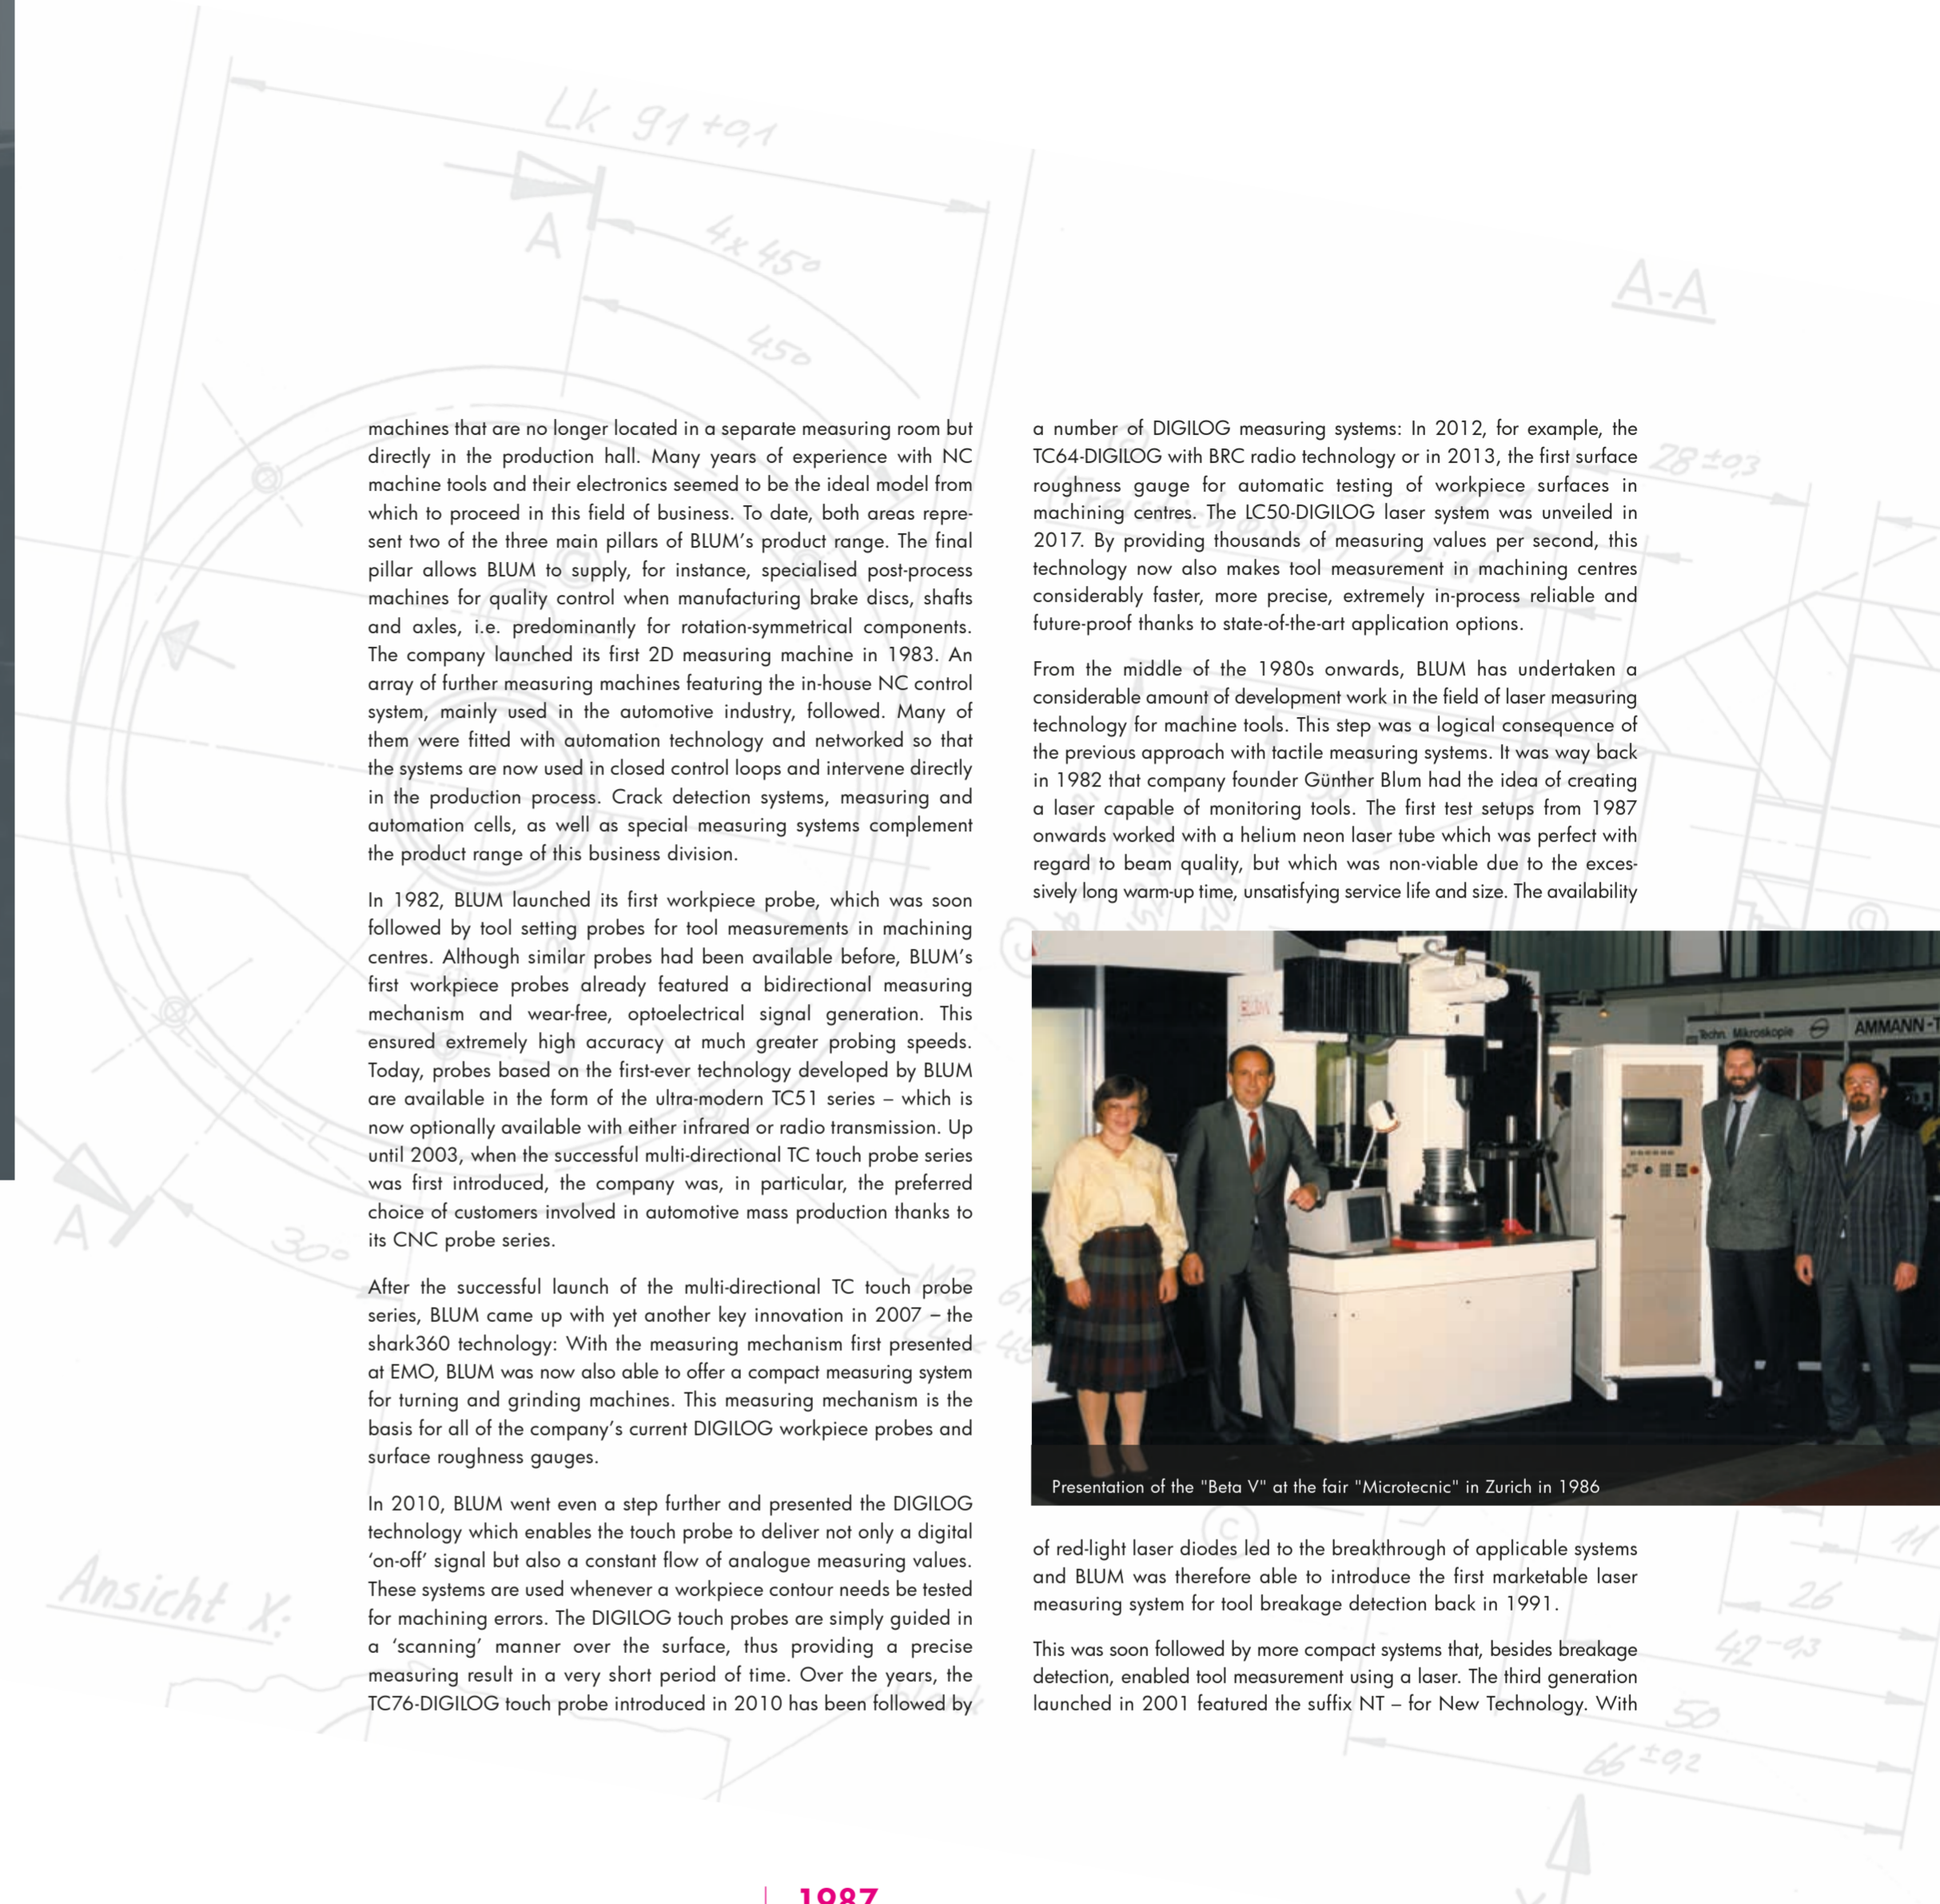 Lk 91 +0,1
A
4x 45°
45°
A-A
28 ±0,3
machines that are no longer located in a separate measuring room but
directly in the production hall. Many years of experience with NC
machine tools and their electronics seemed to be the ideal model from
which to proceed in this field of business. To date, both areas repre-
sent two of the three main pillars of BLUM's product range. The final
pillar allows BLUM to supply, for instance, specialised post-process
machines for quality control when manufacturing brake discs, shafts
and axles, i.e. predominantly for rotation-symmetrical components.
The company launched its first 2D measuring machine in 1983. An
array of further measuring machines featuring the in-house NC control
system, mainly used in the automotive industry, followed. Many of
them were fitted with automation technology and networked so that
the systems are now used in closed control loops and intervene directly
in the production process. Crack detection systems, measuring and
automation cells, as well as special measuring systems complement
the product range of this business division.
In 1982, BLUM launched its first workpiece probe, which was soon
followed by tool setting probes for tool measurements in machining
centres. Although similar probes had been available before, BLUM's
first workpiece probes already featured a bidirectional measuring
mechanism and wear-free, optoelectrical signal generation. This
ensured extremely high accuracy at much greater probing speeds.
Today, probes based on the first-ever technology developed by BLUM
are available in the form of the ultra-modern TC51 series – which is
now optionally available with either infrared or radio transmission. Up
until 2003, when the successful multi-directional TC touch probe series
was first introduced, the company was, in particular, the preferred
choice of customers involved in automotive mass production thanks to
its CNC probe series.
After the successful launch of the multi-directional TC touch probe
series, BLUM came up with yet another key innovation in 2007 – the
shark360 technology: With the measuring mechanism first presented
at EMO, BLUM was now also able to offer a compact measuring system
for turning and grinding machines. This measuring mechanism is the
basis for all of the company's current DIGILOG workpiece probes and
surface roughness gauges.
In 2010, BLUM went even a step further and presented the DIGILOG
technology which enables the touch probe to deliver not only a digital
'on-off' signal but also a constant flow of analogue measuring values.
These systems are used whenever a workpiece contour needs be tested
for machining errors. The DIGILOG touch probes are simply guided in
a 'scanning' manner over the surface, thus providing a precise
measuring result in a very short period of time. Over the years, the
TC76-DIGILOG touch probe introduced in 2010 has been followed by
a number of DIGILOG measuring systems: In 2012, for example, the
TC64-DIGILOG with BRC radio technology or in 2013, the first surface
roughness gauge for automatic testing of workpiece surfaces in
machining centres. The LC50-DIGILOG laser system was unveiled in
2017. By providing thousands of measuring values per second, this
technology now also makes tool measurement in machining centres
considerably faster, more precise, extremely in-process reliable and
future-proof thanks to state-of-the-art application options.
From the middle of the 1980s onwards, BLUM has undertaken a
considerable amount of development work in the field of laser measuring
technology for machine tools. This step was a logical consequence of
the previous approach with tactile measuring systems. It was way back
in 1982 that company founder Günther Blum had the idea of creating
a laser capable of monitoring tools. The first test setups from 1987
onwards worked with a helium neon laser tube which was perfect with
regard to beam quality, but which was non-viable due to the exces-
sively long warm-up time, unsatisfying service life and size. The availability
BLUM
Techn. Mikroskopie
AMMANN-T
Presentation of the "Beta V" at the fair "Microtecnic" in Zurich in 1986
of red-light laser diodes led to the breakthrough of applicable systems
and BLUM was therefore able to introduce the first marketable laser
measuring system for tool breakage detection back in 1991.
This was soon followed by more compact systems that, besides breakage
detection, enabled tool measurement using a laser. The third generation
launched in 2001 featured the suffix NT – for New Technology. With
A
30°
Ansicht X:
C
11
26
42-0,3
50
66 ±0,2
1987